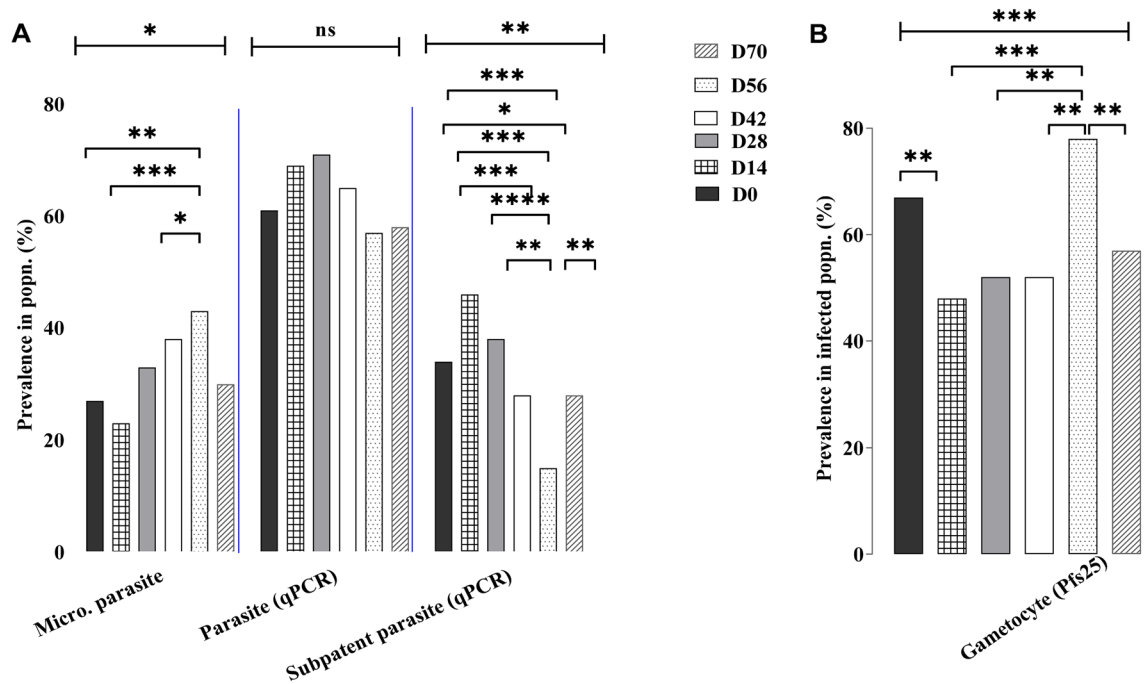 A
*
ns
**
***
*
***
***
****
**
**
**
***
*
80
60
40
20
0
Prevalence in popn. (%)
Micro. parasite
Parasite (qPCR)
Subpatent parasite (qPCR)
D70
D56
D42
D28
D14
D0
B
***
***
**
**
**
**
80
60
40
20
0
Prevalence in infected popn. (%)
Gametocyte (Pfs25)